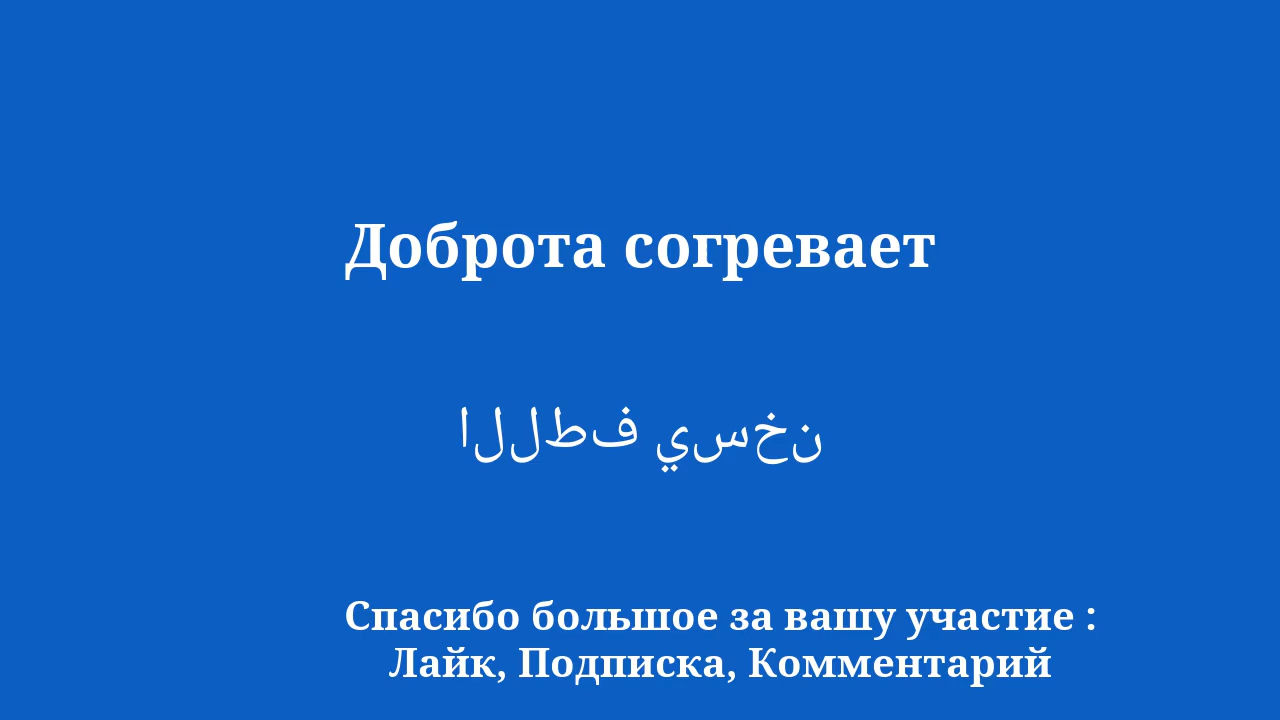 Доброта согревает
اللطف يسخن
Спасибо большое за вашу участие :
Лайк, Подписка, Комментарий